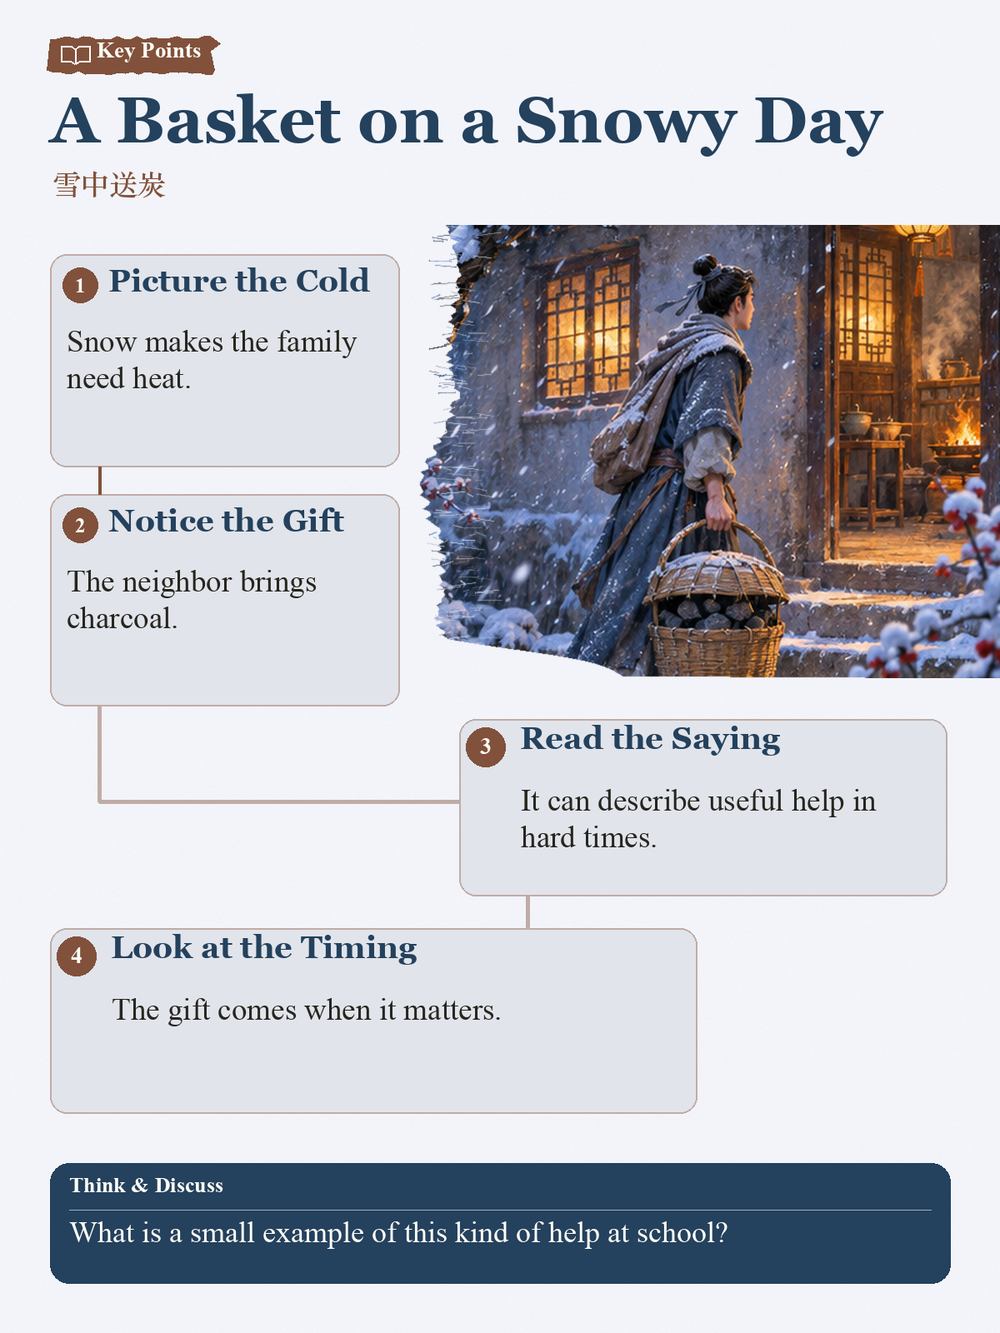 Key Points
A Basket on a Snowy Day
雪中送炭
1 Picture the Cold
Snow makes the family
need heat.
2 Notice the Gift
The neighbor brings
charcoal.
3 Read the Saying
It can describe useful help in
hard times.
4 Look at the Timing
The gift comes when it matters.
Think & Discuss
What is a small example of this kind of help at school?